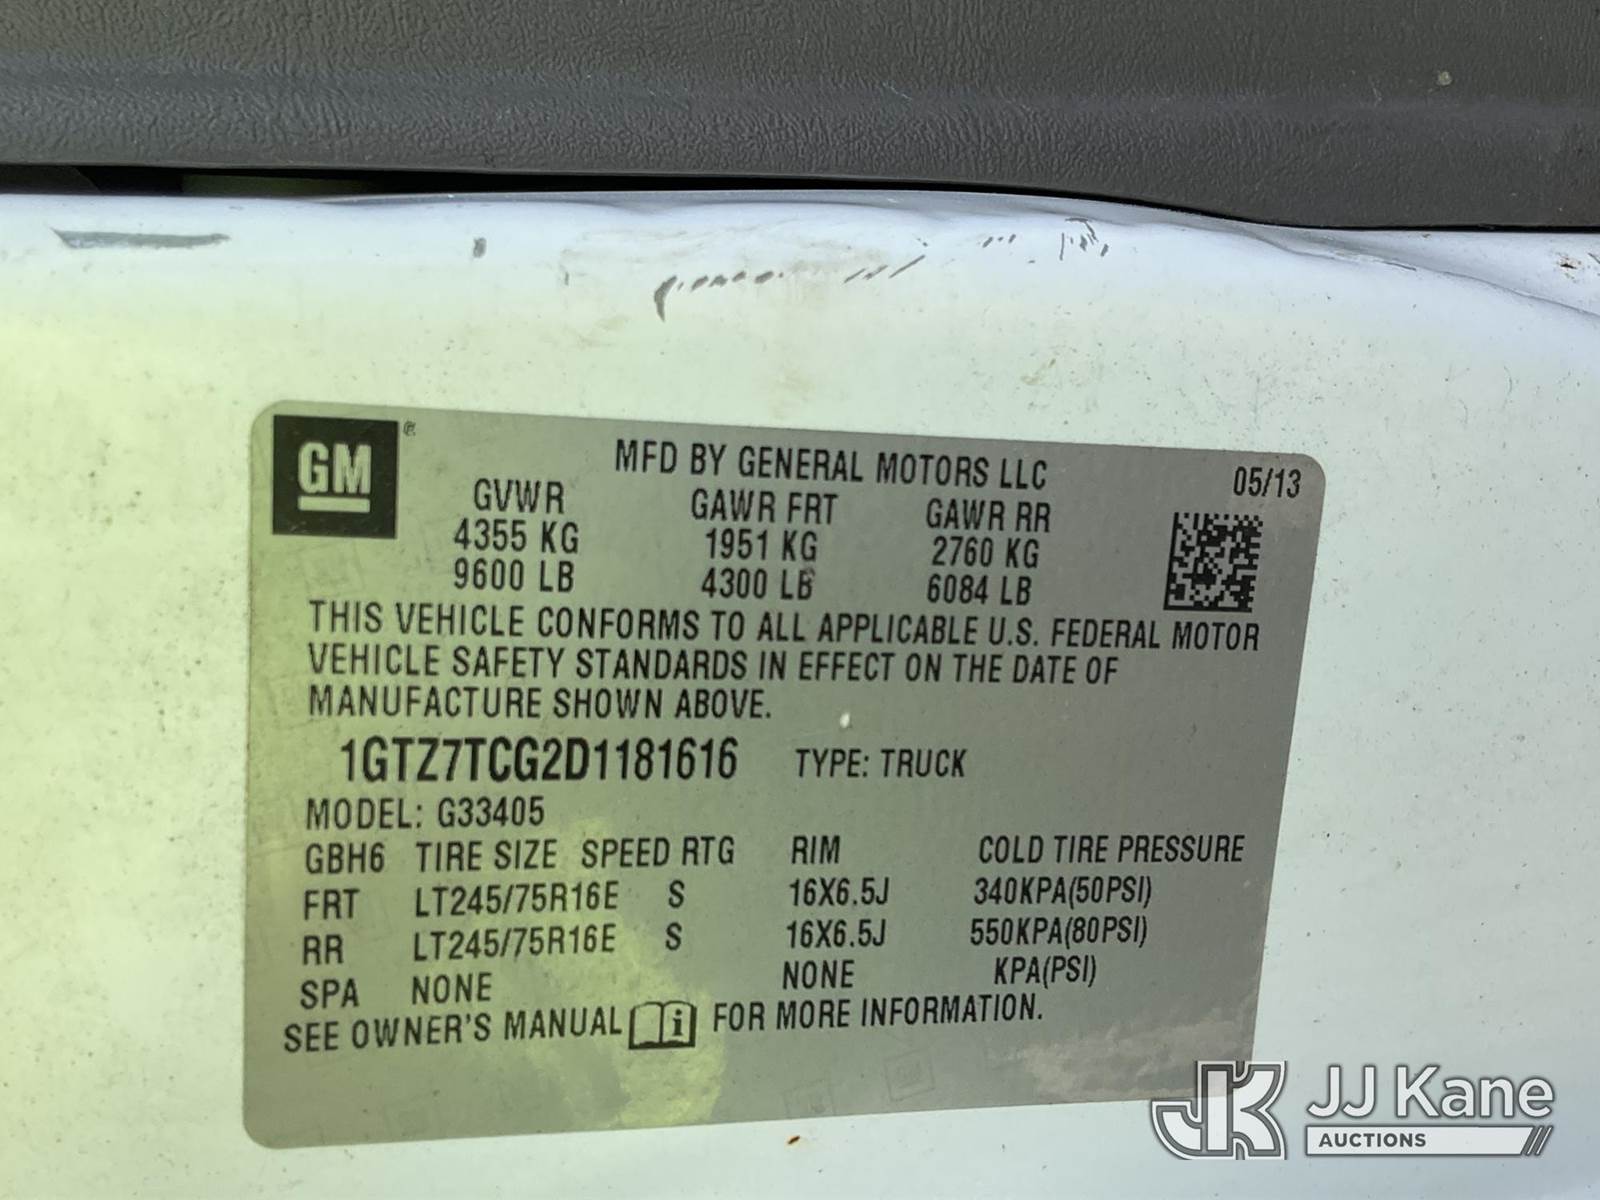 GM
MFD BY GENERAL MOTORS LLC 05/13
GVWR GAWR FRT GAWR RR
4355 KG 1951 KG 2760 KG
9600 LB 4300 LB 6084 LB
THIS VEHICLE CONFORMS TO ALL APPLICABLE U.S. FEDERAL MOTOR
VEHICLE SAFETY STANDARDS IN EFFECT ON THE DATE OF
MANUFACTURE SHOWN ABOVE.
1GTZ7TCG2D1181616 TYPE: TRUCK
MODEL: G33405
GBH6 TIRE SIZE SPEED RTG RIM COLD TIRE PRESSURE
FRT LT245/75R16E S 16X6.5J 340KPA(50PSI)
RR LT245/75R16E S 16X6.5J 550KPA(80PSI)
SPA NONE NONE KPA(PSI)
SEE OWNER'S MANUAL i FOR MORE INFORMATION.
JK JJ Kane
AUCTIONS